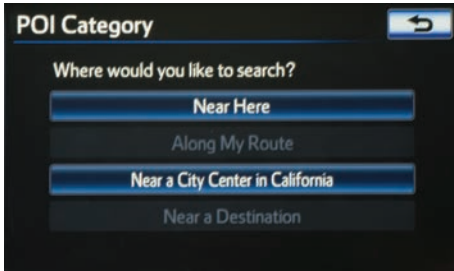 POI Category
Where would you like to search?
Near Here
Along My Route
Near a City Center in California
Near a Destination